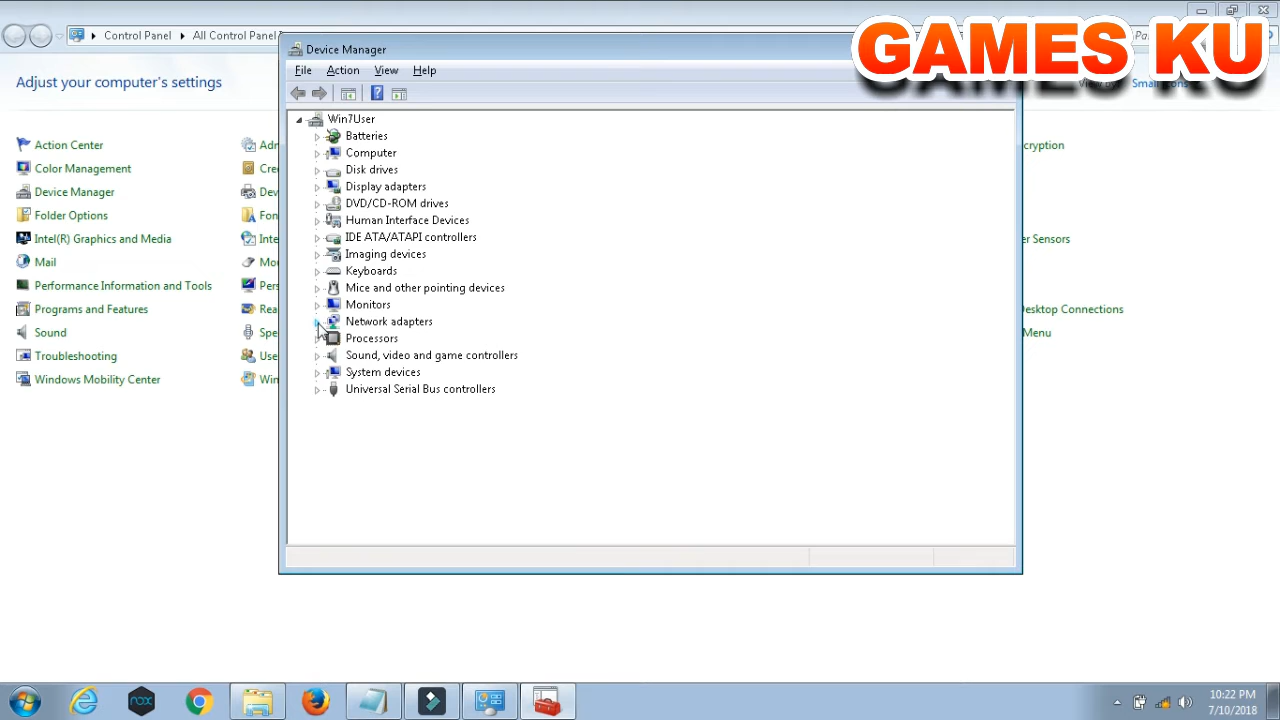 GAMES KU
Control Panel
All Control Panel
Device Manager
File Action View Help
Adjust your computer's settings
Action Center
Color Management
Device Manager
Folder Options
Intel(R) Graphics and Media
Mail
Performance Information and Tools
Programs and Features
Sound
Troubleshooting
Windows Mobility Center
Win7User
Batteries
Computer
Disk drives
Display adapters
DVD/CD-ROM drives
Human Interface Devices
IDE ATA/ATAPI controllers
Imaging devices
Keyboards
Mice and other pointing devices
Monitors
Network adapters
Processors
Sound, video and game controllers
System devices
Universal Serial Bus controllers
Desktop Connections
Menu
nox
10:22 PM
7/10/2018